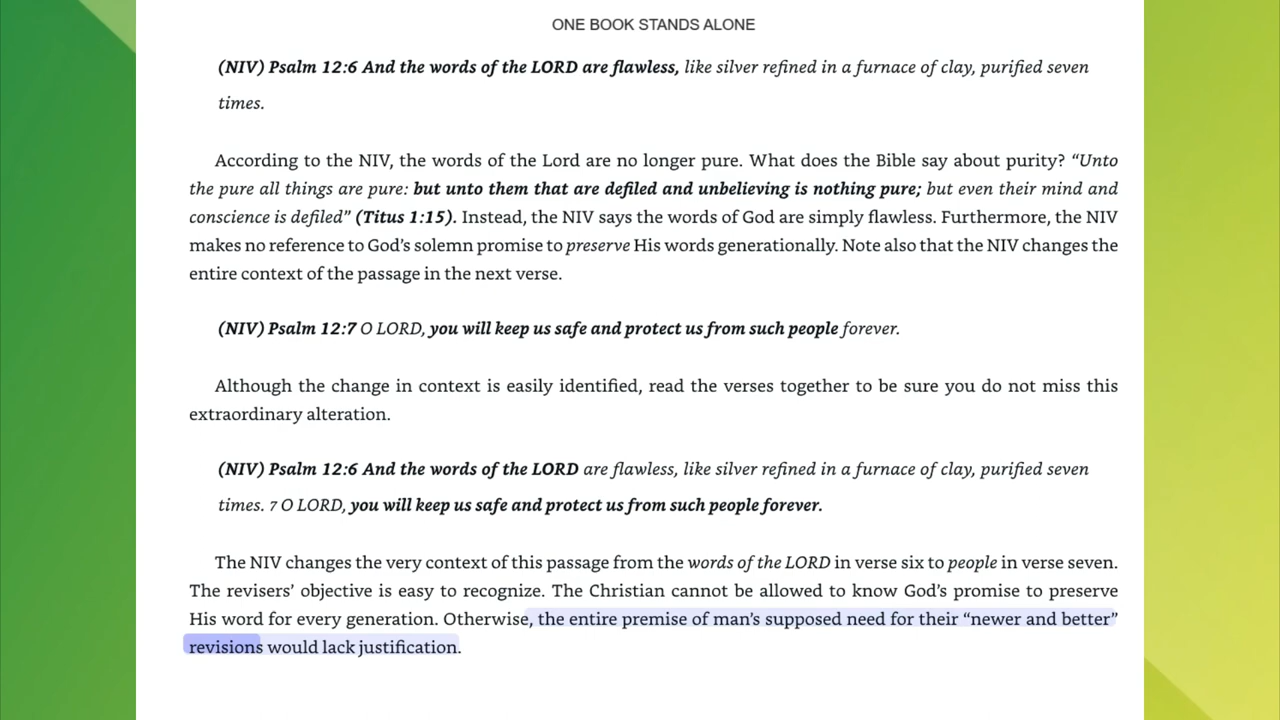 ONE BOOK STANDS ALONE
(NIV) Psalm 12:6 And the words of the LORD are flawless, like silver refined in a furnace of clay, purified seven
times.
According to the NIV, the words of the Lord are no longer pure. What does the Bible say about purity? “Unto
the pure all things are pure: but unto them that are defiled and unbelieving is nothing pure; but even their mind and
conscience is defiled” (Titus 1:15). Instead, the NIV says the words of God are simply flawless. Furthermore, the NIV
makes no reference to God’s solemn promise to preserve His words generationally. Note also that the NIV changes the
entire context of the passage in the next verse.
(NIV) Psalm 12:7 O LORD, you will keep us safe and protect us from such people forever.
Although the change in context is easily identified, read the verses together to be sure you do not miss this
extraordinary alteration.
(NIV) Psalm 12:6 And the words of the LORD are flawless, like silver refined in a furnace of clay, purified seven
times. 7 O LORD, you will keep us safe and protect us from such people forever.
The NIV changes the very context of this passage from the words of the LORD in verse six to people in verse seven.
The revisers’ objective is easy to recognize. The Christian cannot be allowed to know God’s promise to preserve
His word for every generation. Otherwise, the entire premise of man’s supposed need for their “newer and better”
revisions would lack justification.